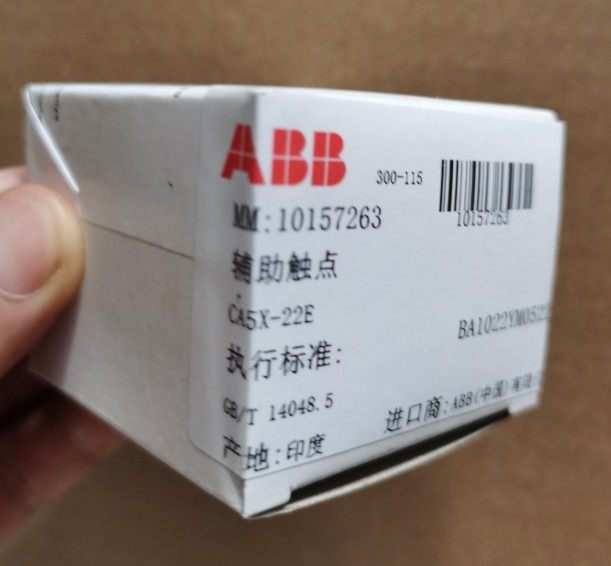 ABB
300-115
MM:10157263
10157263
辅助触点
CA5X-22E
BA1022YM052
执行标准:
GB/T 14048.5
进口商:ABB(中国)有限
产地:印度